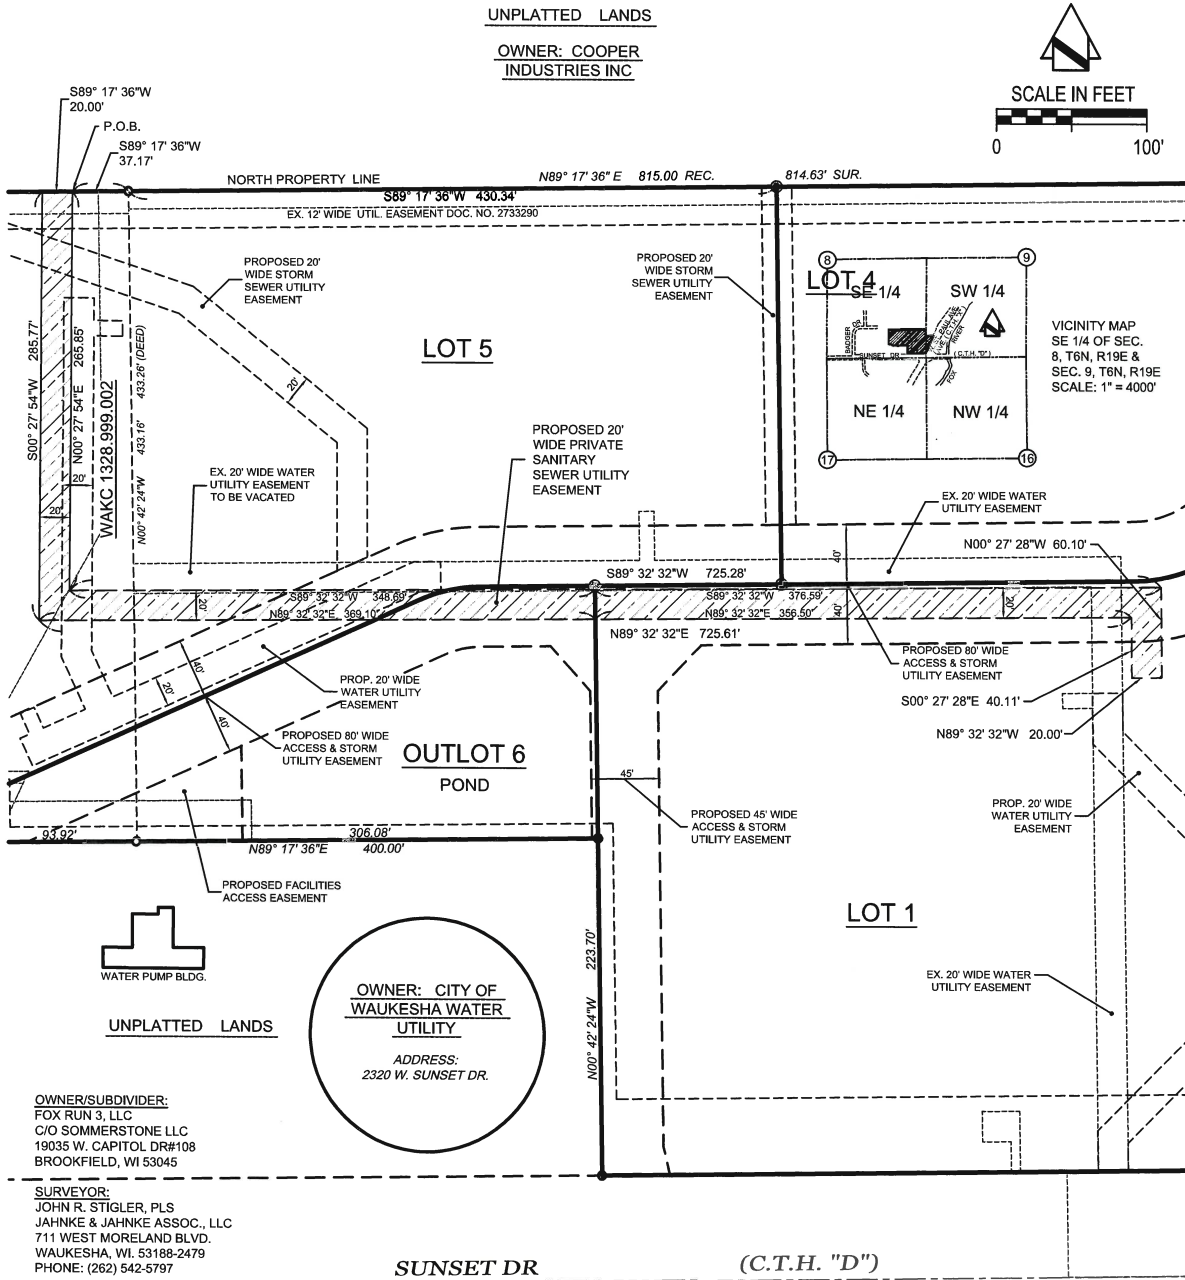 UNPLATTED LANDS
OWNER: COOPER
INDUSTRIES INC
SCALE IN FEET
0 100'
S89° 17' 36"W
20.00'
P.O.B.
S89° 17' 36"W
37.17'
NORTH PROPERTY LINE
N89° 17' 36" E 815.00 REC.
814.63' SUR.
S89° 17' 36"W 430.34'
EX. 12' WIDE UTIL. EASEMENT DOC. NO. 2733290
PROPOSED 20'
WIDE STORM
SEWER UTILITY
EASEMENT
PROPOSED 20'
WIDE STORM
SEWER UTILITY
EASEMENT
LOT 4
8
9
SE 1/4
SW 1/4
BADGER
SUNSET DR
(C.T.H. "D")
RIVER
FOX
NE 1/4
NW 1/4
17
16
VICINITY MAP
SE 1/4 OF SEC.
8, T6N, R19E &
SEC. 9, T6N, R19E
SCALE: 1" = 4000'
LOT 5
20'
S00° 27' 54"W 285.77'
N00° 27' 54"E 265.85'
WAKC 1328.999.002
N00° 42' 24"W 433.16' 433.26' (DEED)
20'
20'
EX. 20' WIDE WATER
UTILITY EASEMENT
TO BE VACATED
PROPOSED 20'
WIDE PRIVATE
SANITARY
SEWER UTILITY
EASEMENT
EX. 20' WIDE WATER
UTILITY EASEMENT
N00° 27' 28"W 60.10'
40'
S89° 32' 32"W 725.28'
S89° 32' 32"W 348.69'
N89° 32' 32"E 369.10'
20'
S89° 32' 32"W 376.59'
N89° 32' 32"E 356.50'
40'
20'
N89° 32' 32"E 725.61'
PROPOSED 80' WIDE
ACCESS & STORM
UTILITY EASEMENT
S00° 27' 28"E 40.11'
N89° 32' 32"W 20.00'
40'
20'
40'
PROP. 20' WIDE
WATER UTILITY
EASEMENT
PROPOSED 80' WIDE
ACCESS & STORM
UTILITY EASEMENT
OUTLOT 6
POND
45'
PROPOSED 45' WIDE
ACCESS & STORM
UTILITY EASEMENT
PROP. 20' WIDE
WATER UTILITY
EASEMENT
93.92'
306.08'
N89° 17' 36"E 400.00'
PROPOSED FACILITIES
ACCESS EASEMENT
LOT 1
WATER PUMP BLDG.
UNPLATTED LANDS
OWNER: CITY OF
WAUKESHA WATER
UTILITY
ADDRESS:
2320 W. SUNSET DR.
N00° 42' 24"W 223.70'
EX. 20' WIDE WATER
UTILITY EASEMENT
OWNER/SUBDIVIDER:
FOX RUN 3, LLC
C/O SOMMERSTONE LLC
19035 W. CAPITOL DR#108
BROOKFIELD, WI 53045
SURVEYOR:
JOHN R. STIGLER, PLS
JAHNKE & JAHNKE ASSOC., LLC
711 WEST MORELAND BLVD.
WAUKESHA, WI. 53188-2479
PHONE: (262) 542-5797
SUNSET DR (C.T.H. "D")